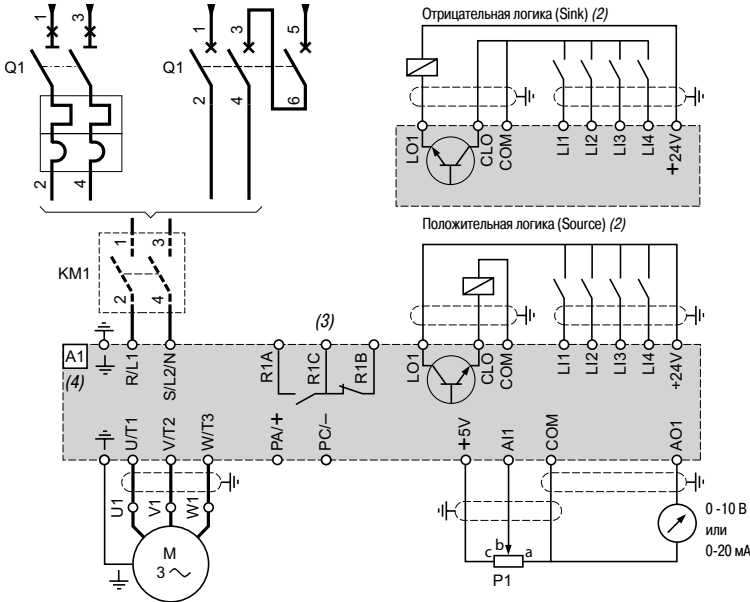 Отрицательная логика (Sink) (2)
1 3
1 3 5
Q1
Q1
2 4 6
2 4
LO1 CLO COM LI1 LI2 LI3 LI4 +24V
Положительная логика (Source) (2)
1 3
KM1
2 4
(3)
A1
(4)
R/L1 S/L2/N R1A R1C R1B LO1 CLO COM LI1 LI2 LI3 LI4 +24V
U/T1 V/T2 W/T3 PA/+ PC/– +5V AI1 COM AO1
U1 V1 W1
M
3
c b a
P1
0 -10 В
или
0-20 мА